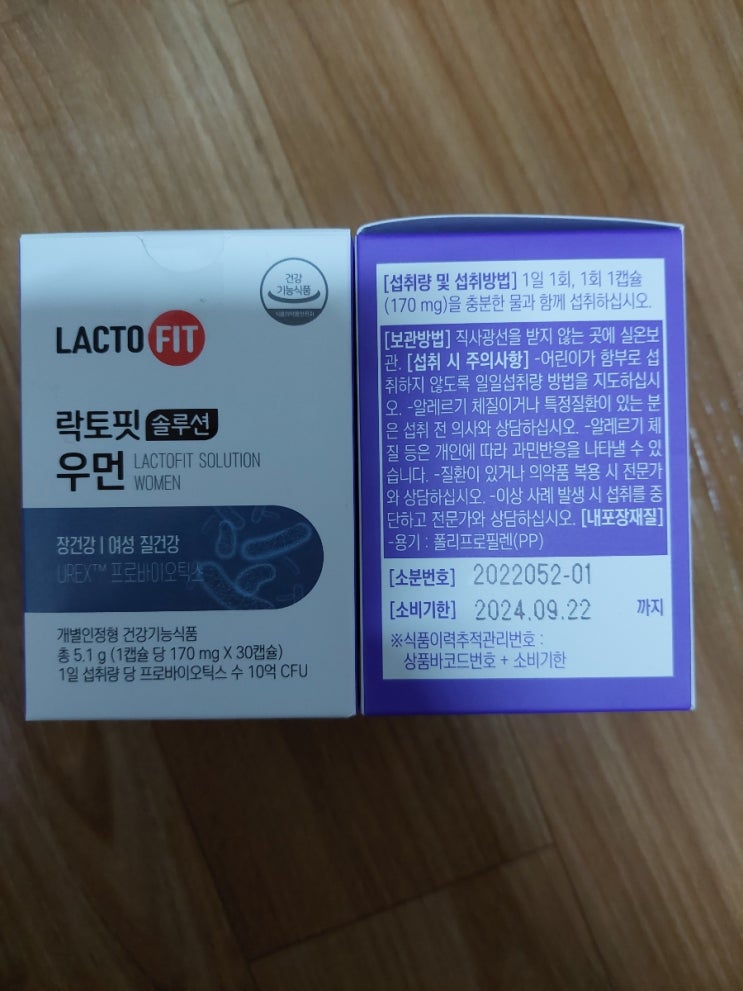 건강
기능식품
식품의약품안전처
LACTO FIT
락토핏 솔루션
우먼 LACTOFIT SOLUTION
WOMEN
장건강 | 여성 질건강
UREX™ 프로바이오틱스
개별인정형 건강기능식품
총 5.1 g (1캡슐 당 170 mg X 30캡슐)
1일 섭취량 당 프로바이오틱스 수 10억 CFU
[섭취량 및 섭취방법] 1일 1회, 1회 1캡슐
(170 mg)을 충분한 물과 함께 섭취하십시오.
[보관방법] 직사광선을 받지 않는 곳에 실온보
관. [섭취 시 주의사항] -어린이가 함부로 섭
취하지 않도록 일일섭취량 방법을 지도하십시
오. -알레르기 체질이거나 특정질환이 있는 분
은 섭취 전 의사와 상담하십시오. -알레르기 체
질 등은 개인에 따라 과민반응을 나타낼 수 있
습니다. -질환이 있거나 의약품 복용 시 전문가
와 상담하십시오. -이상 사례 발생 시 섭취를 중
단하고 전문가와 상담하십시오. [내포장재질]
-용기 : 폴리프로필렌(PP)
[소분번호] 2022052-01
[소비기한] 2024.09.22 까지
※식품이력추적관리번호 :
상품바코드번호 + 소비기한